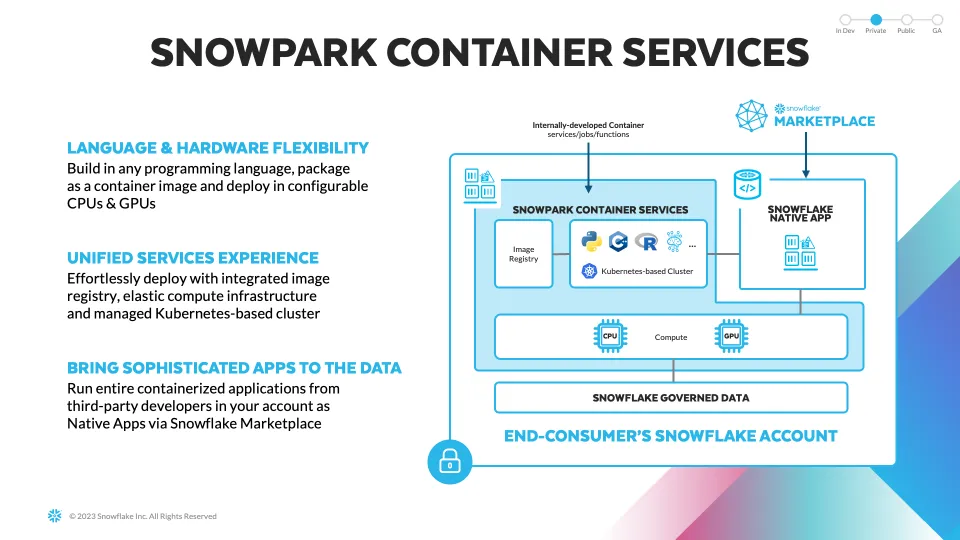 In Dev Private Public GA
SNOWPARK CONTAINER SERVICES
LANGUAGE & HARDWARE FLEXIBILITY
Build in any programming language, package
as a container image and deploy in configurable
CPUs & GPUs
UNIFIED SERVICES EXPERIENCE
Effortlessly deploy with integrated image
registry, elastic compute infrastructure
and managed Kubernetes-based cluster
BRING SOPHISTICATED APPS TO THE DATA
Run entire containerized applications from
third-party developers in your account as
Native Apps via Snowflake Marketplace
Internally-developed Container
services/jobs/functions
snowflake®
MARKETPLACE
SNOWPARK CONTAINER SERVICES
Image
Registry
C++ R ...
Kubernetes-based Cluster
</>
SNOWFLAKE
NATIVE APP
CPU Compute GPU
SNOWFLAKE GOVERNED DATA
END-CONSUMER'S SNOWFLAKE ACCOUNT
© 2023 Snowflake Inc. All Rights Reserved